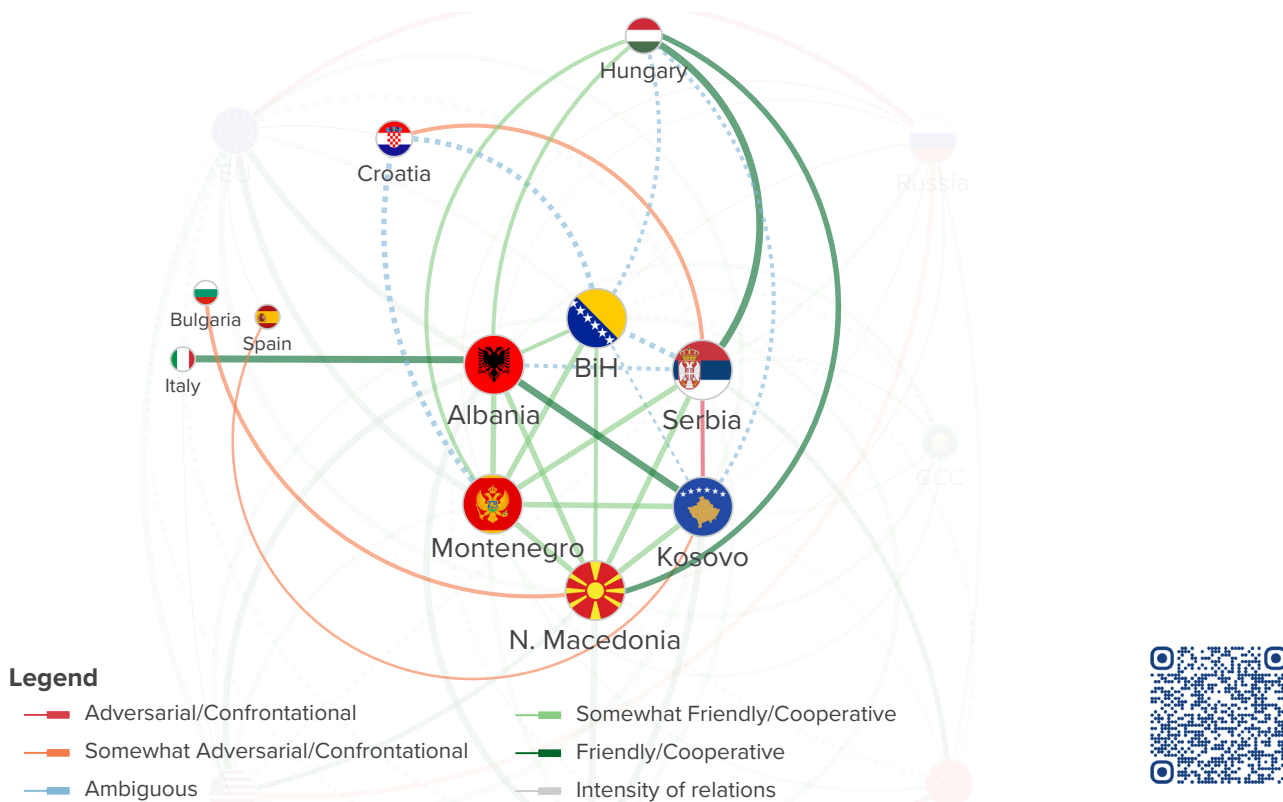 Hungary
Croatia
EU
Russia
Bulgaria
Spain
Italy
BiH
Albania
Serbia
GCC
Montenegro
Kosovo
N. Macedonia
Legend
Adversarial/Confrontational
Somewhat Friendly/Cooperative
Somewhat Adversarial/Confrontational
Friendly/Cooperative
Ambiguous
Intensity of relations